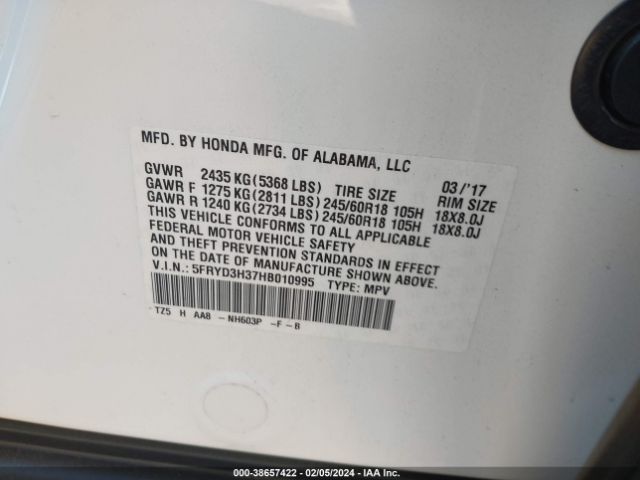 MFD. BY HONDA MFG. OF ALABAMA, LLC
03/'17
GVWR 2435 KG(5368 LBS) TIRE SIZE RIM SIZE
GAWR F 1275 KG(2811 LBS) 245/60R18 105H 18X8.0J
GAWR R 1240 KG(2734 LBS) 245/60R18 105H 18X8.0J
THIS VEHICLE CONFORMS TO ALL APPLICABLE
FEDERAL MOTOR VEHICLE SAFETY
AND THEFT PREVENTION STANDARDS IN EFFECT
ON THE DATE OF MANUFACTURE SHOWN ABOVE.
V.I.N.: 5FRYD3H37HB010995 TYPE: MPV
TZ5 H AA8 - NH603P - F - B
000-38657422 - 02/05/2024 - IAA Inc.